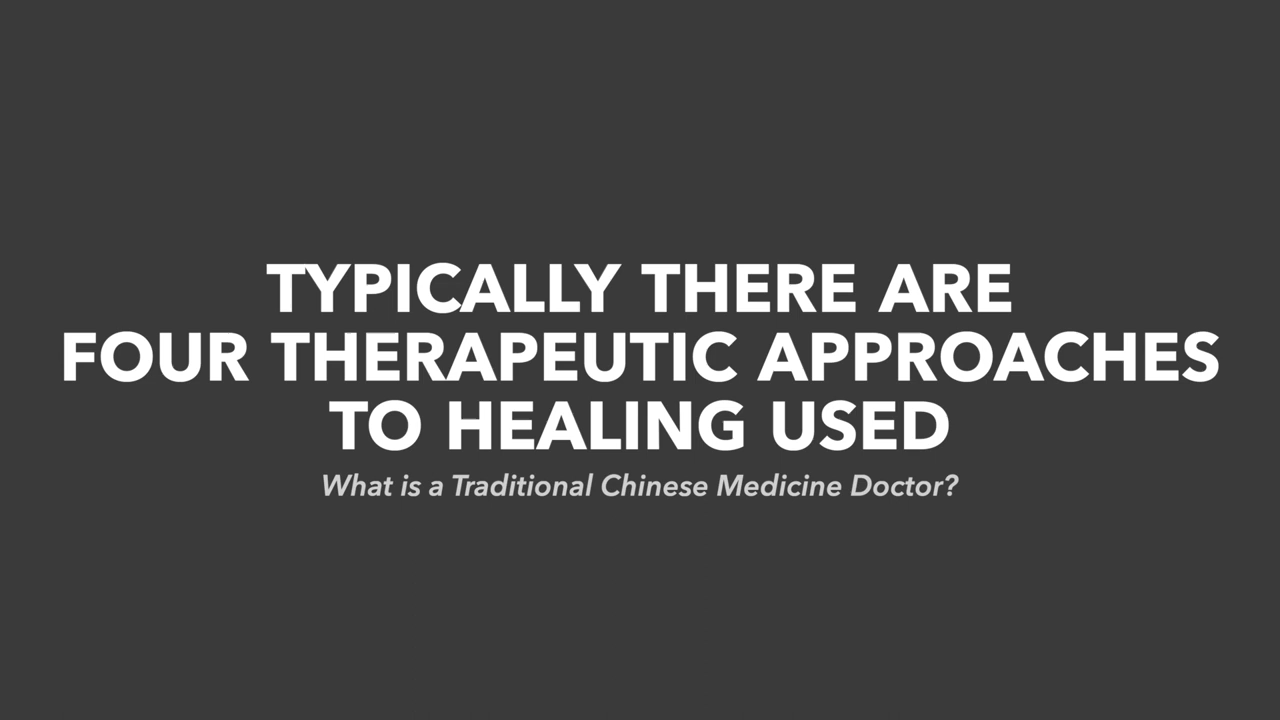 TYPICALLY THERE ARE
FOUR THERAPEUTIC APPROACHES
TO HEALING USED
What is a Traditional Chinese Medicine Doctor?